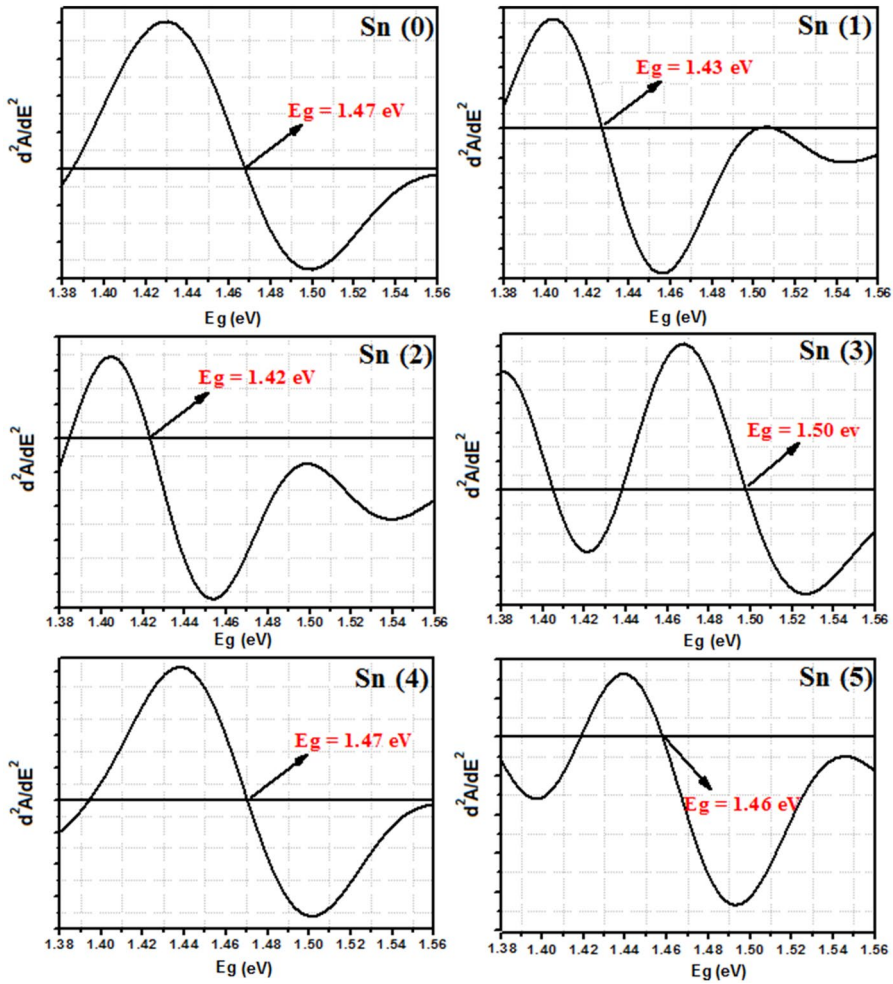 Sn (0)
Eg = 1.47 eV
d²A/dE²
1.38 1.40 1.42 1.44 1.46 1.48 1.50 1.52 1.54 1.56
Eg (eV)
Sn (1)
Eg = 1.43 eV
d²A/dE²
1.38 1.40 1.42 1.44 1.46 1.48 1.50 1.52 1.54 1.56
Eg (eV)
Sn (2)
Eg = 1.42 eV
d²A/dE²
1.38 1.40 1.42 1.44 1.46 1.48 1.50 1.52 1.54 1.56
Eg (eV)
Sn (3)
Eg = 1.50 ev
d²A/dE²
1.38 1.40 1.42 1.44 1.46 1.48 1.50 1.52 1.54 1.56
Eg (eV)
Sn (4)
Eg = 1.47 eV
d²A/dE²
1.38 1.40 1.42 1.44 1.46 1.48 1.50 1.52 1.54 1.56
Eg (eV)
Sn (5)
Eg = 1.46 eV
d²A/dE²
1.38 1.40 1.42 1.44 1.46 1.48 1.50 1.52 1.54 1.56
Eg (eV)